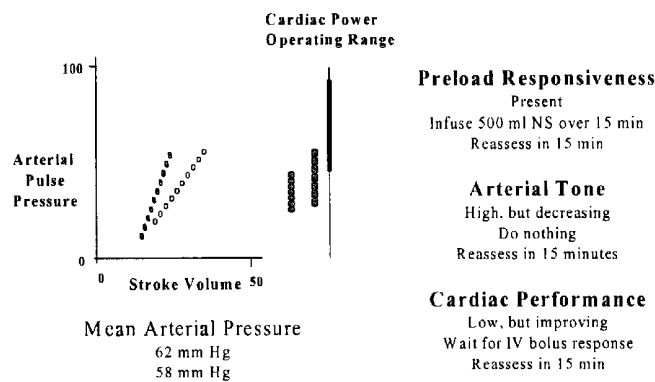 Cardiac Power
Operating Range
100
Arterial
Pulse
Pressure
0
0
Stroke Volume
50
Mean Arterial Pressure
62 mm Hg
58 mm Hg
Preload Responsiveness
Present
Infuse 500 ml NS over 15 min
Reassess in 15 min
Arterial Tone
High, but decreasing
Do nothing
Reassess in 15 minutes
Cardiac Performance
Low, but improving
Wait for IV bolus response
Reassess in 15 min